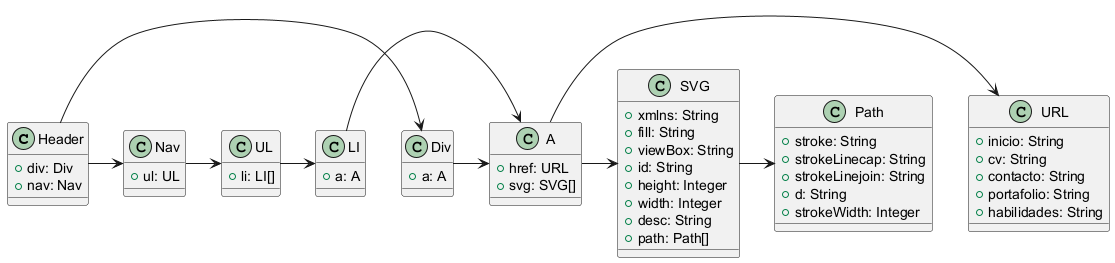 C Header
+ div: Div
+ nav: Nav
C Nav
+ ul: UL
C UL
+ li: LI[]
C LI
+ a: A
C Div
+ a: A
C A
+ href: URL
+ svg: SVG[]
C SVG
+ xmlns: String
+ fill: String
+ viewBox: String
+ id: String
+ height: Integer
+ width: Integer
+ desc: String
+ path: Path[]
C Path
+ stroke: String
+ strokeLinecap: String
+ strokeLinejoin: String
+ d: String
+ strokeWidth: Integer
C URL
+ inicio: String
+ cv: String
+ contacto: String
+ portafolio: String
+ habilidades: String